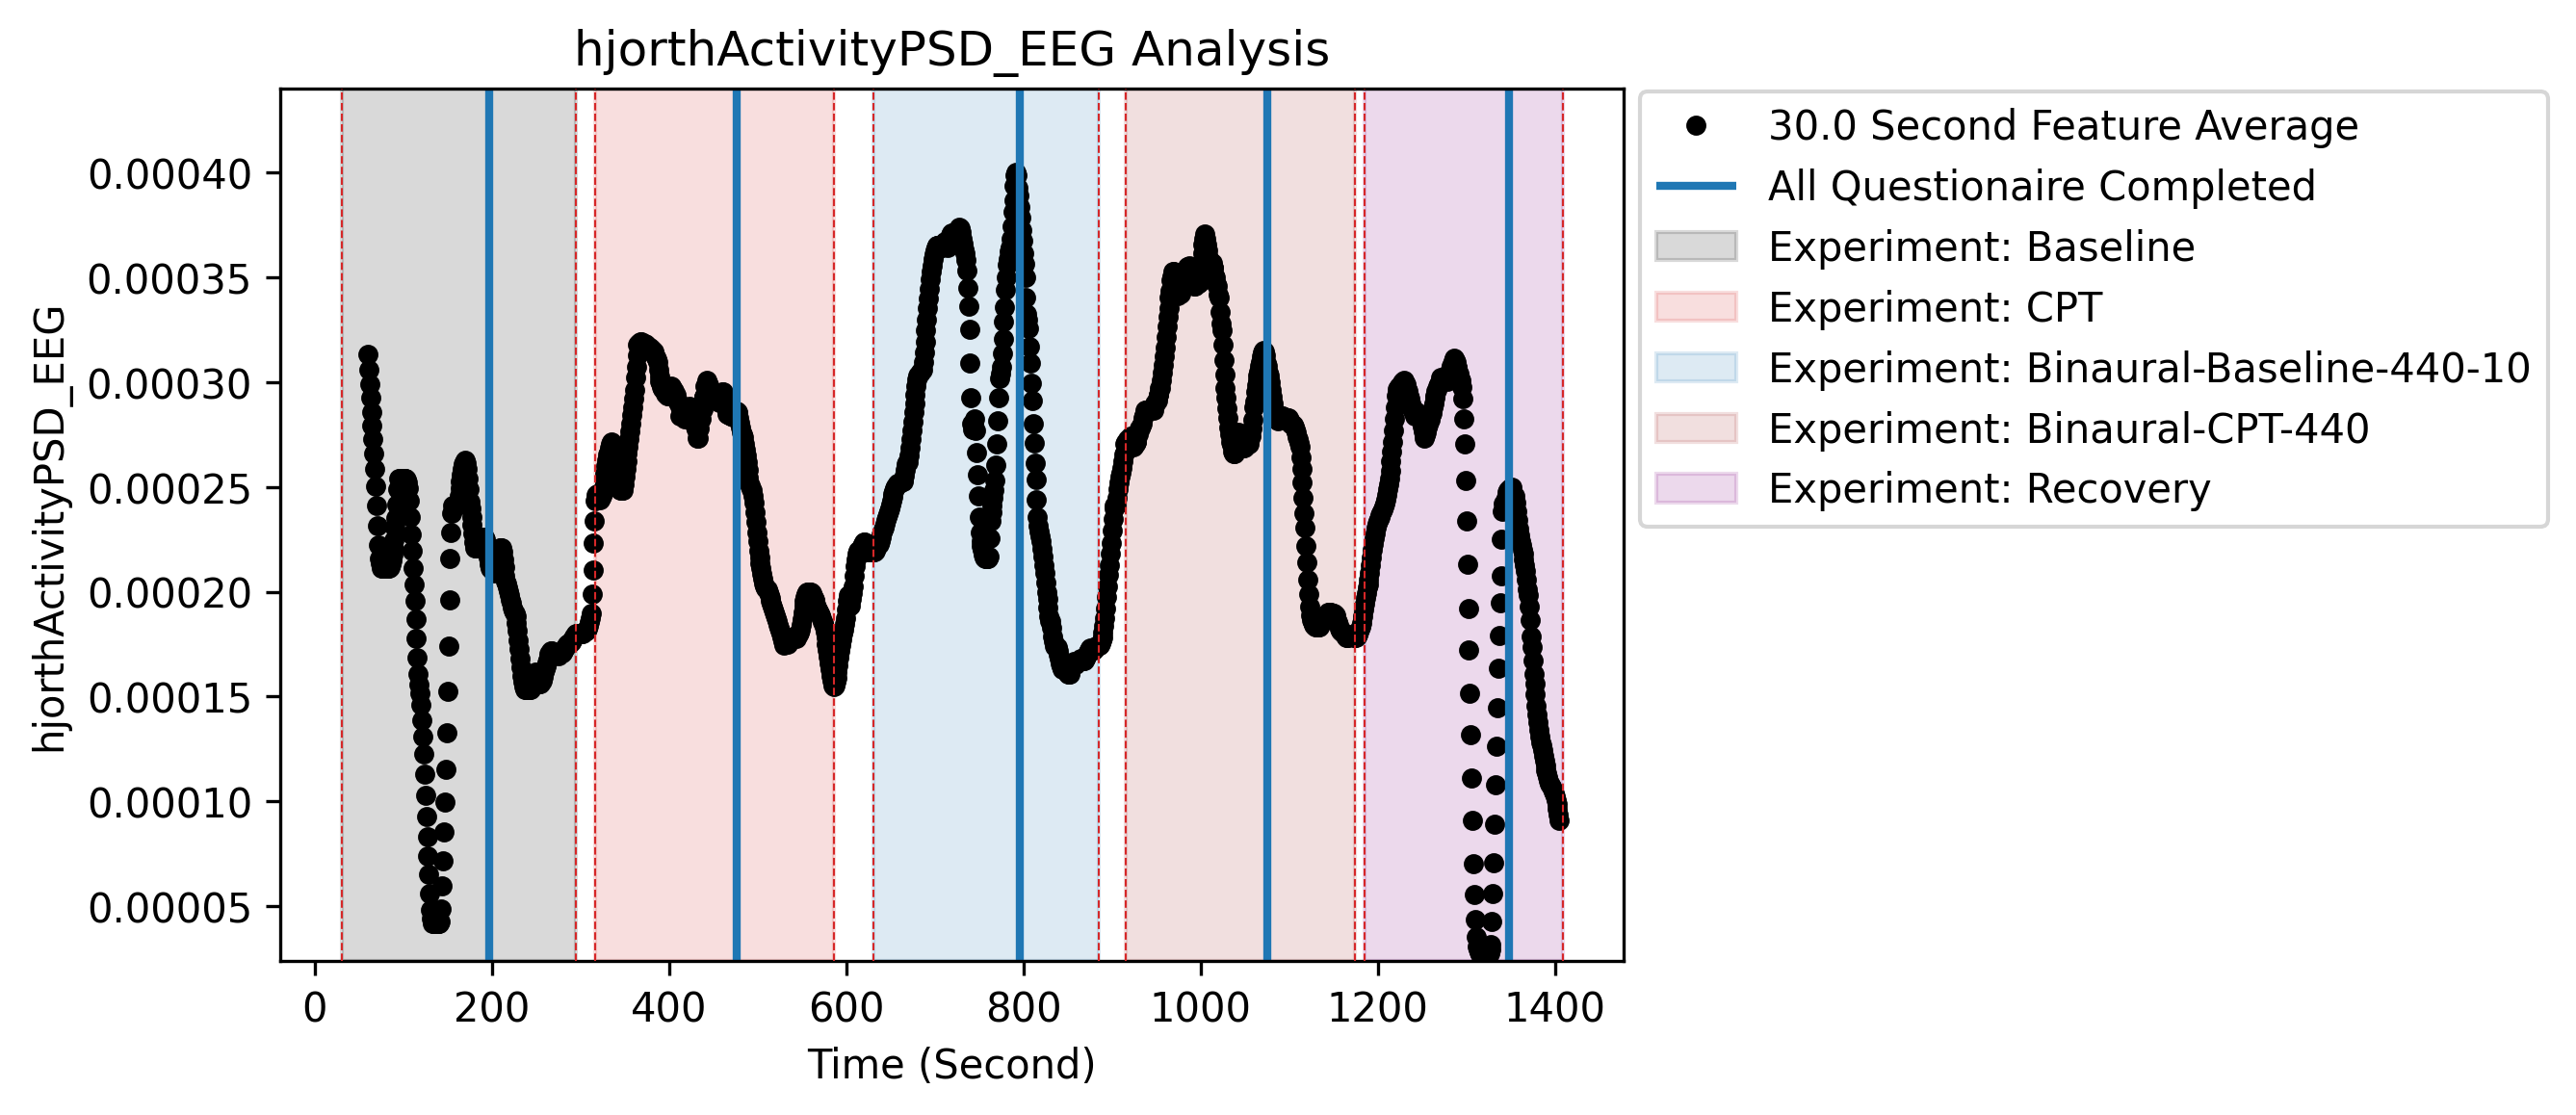 hjorthActivityPSD_EEG Analysis
hjorthActivityPSD_EEG
0.00040
0.00035
0.00030
0.00025
0.00020
0.00015
0.00010
0.00005
0 200 400 600 800 1000 1200 1400
Time (Second)
30.0 Second Feature Average
All Questionaire Completed
Experiment: Baseline
Experiment: CPT
Experiment: Binaural-Baseline-440-10
Experiment: Binaural-CPT-440
Experiment: Recovery